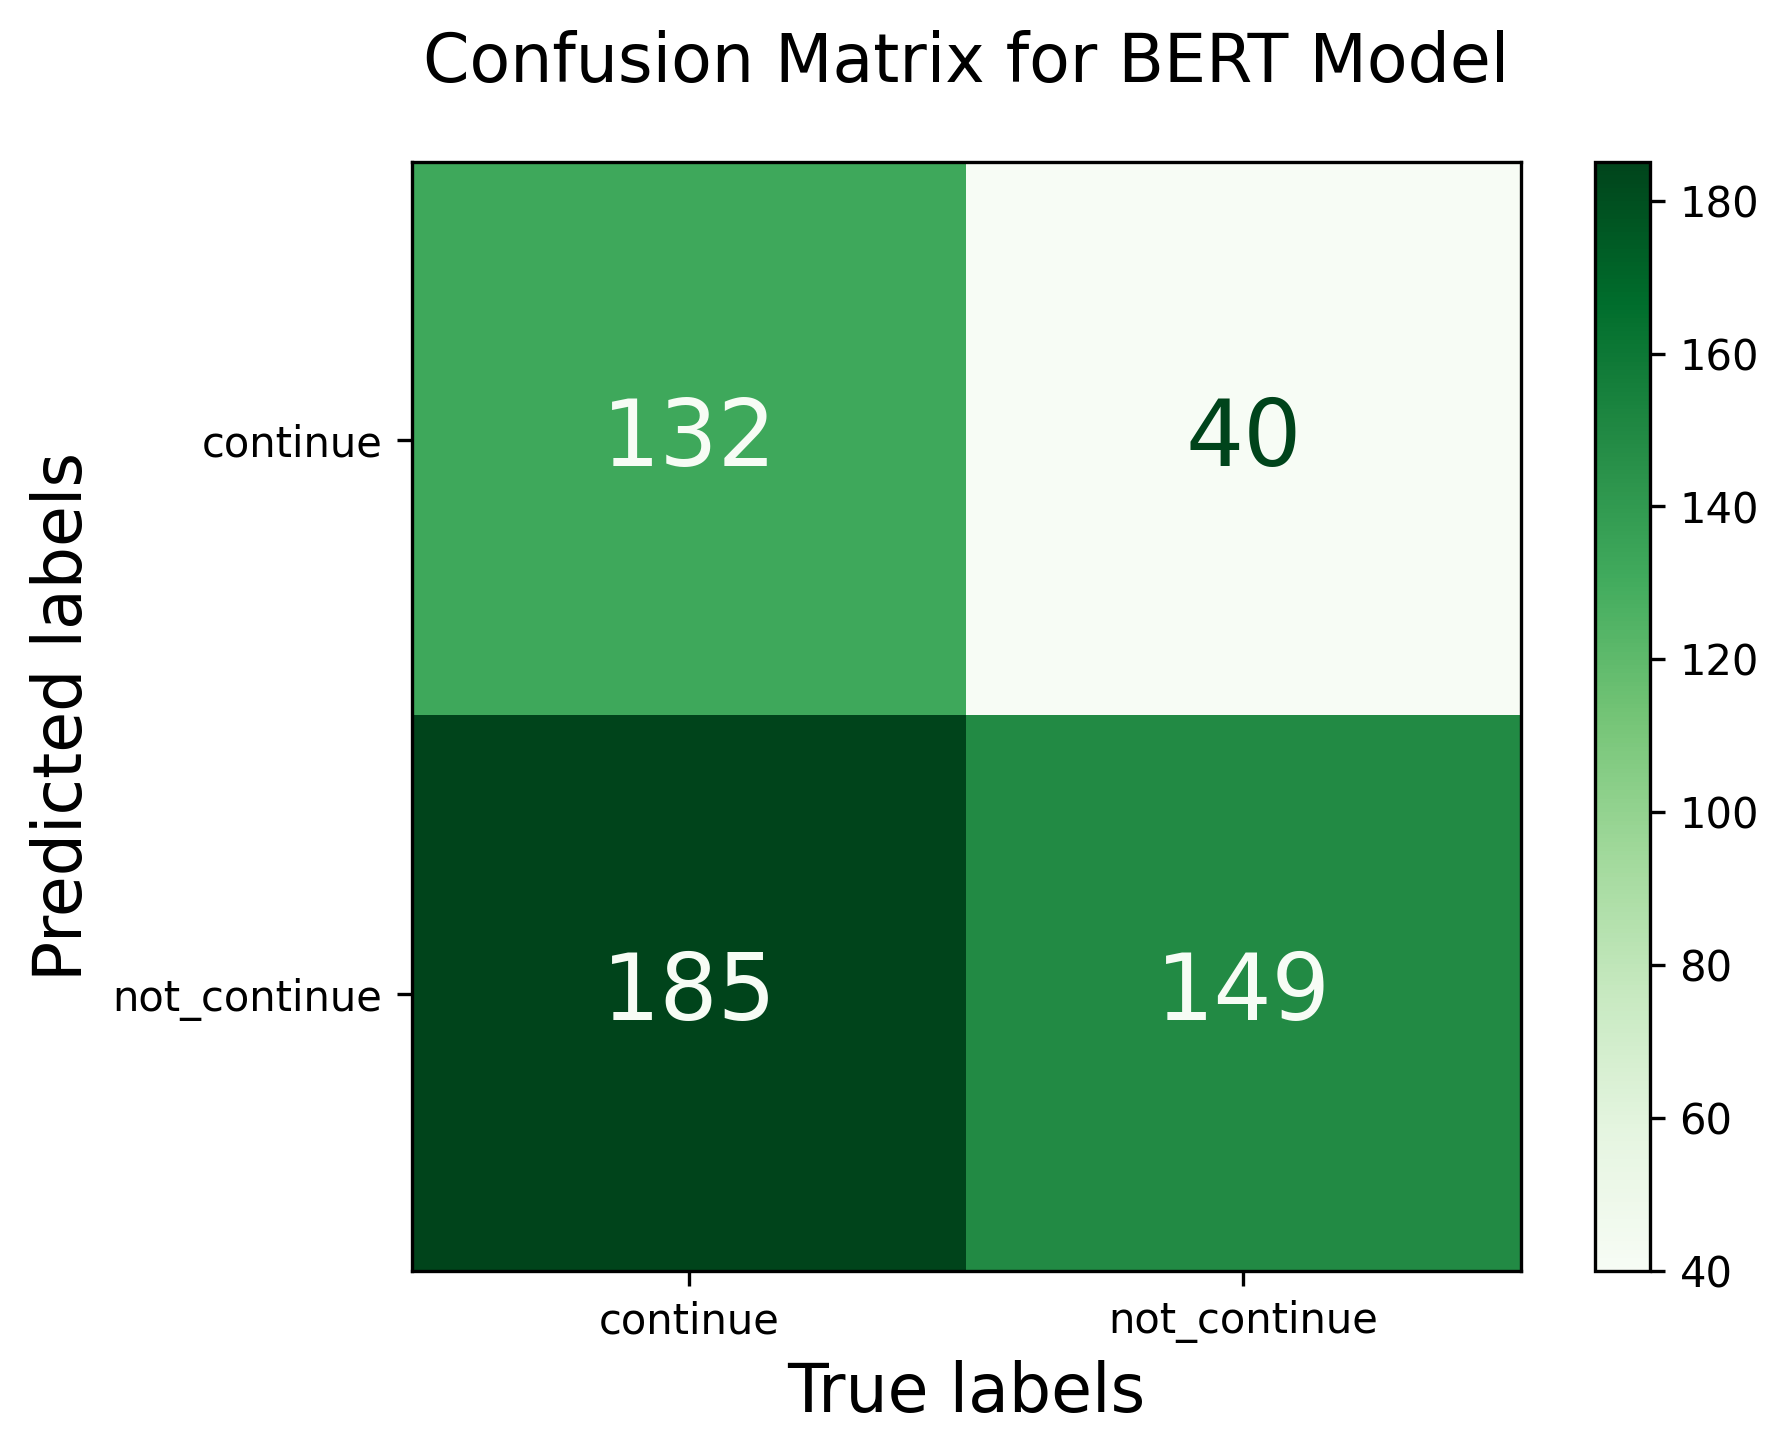 Confusion Matrix for BERT Model
Predicted labels
continue
not_continue
132
40
185
149
continue
not_continue
True labels
180
160
140
120
100
80
60
40